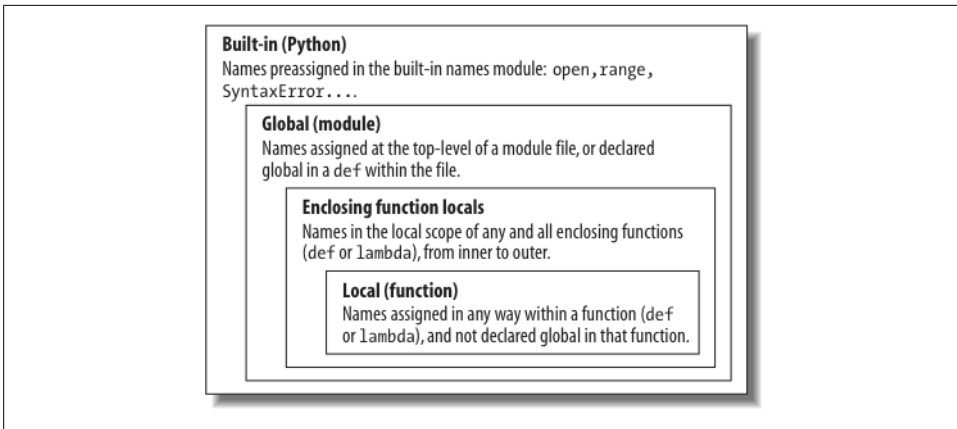 Built-in (Python)
Names preassigned in the built-in names module: open,range,
SyntaxError....
Global (module)
Names assigned at the top-level of a module file, or declared
global in a def within the file.
Enclosing function locals
Names in the local scope of any and all enclosing functions
(def or lambda), from inner to outer.
Local (function)
Names assigned in any way within a function (def
or lambda), and not declared global in that function.